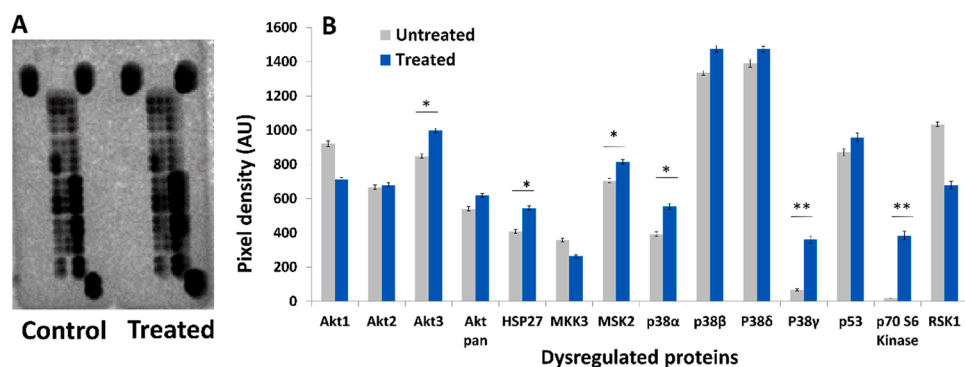 A
Control Treated
B
Untreated
Treated
Pixel density (AU)
1600
1400
1200
1000
800
600
400
200
0
*
*
*
*
**
**
Akt1 Akt2 Akt3 Akt pan HSP27 MKK3 MSK2 p38α p38β P38δ P38γ p53 p70 S6 Kinase RSK1
Dysregulated proteins